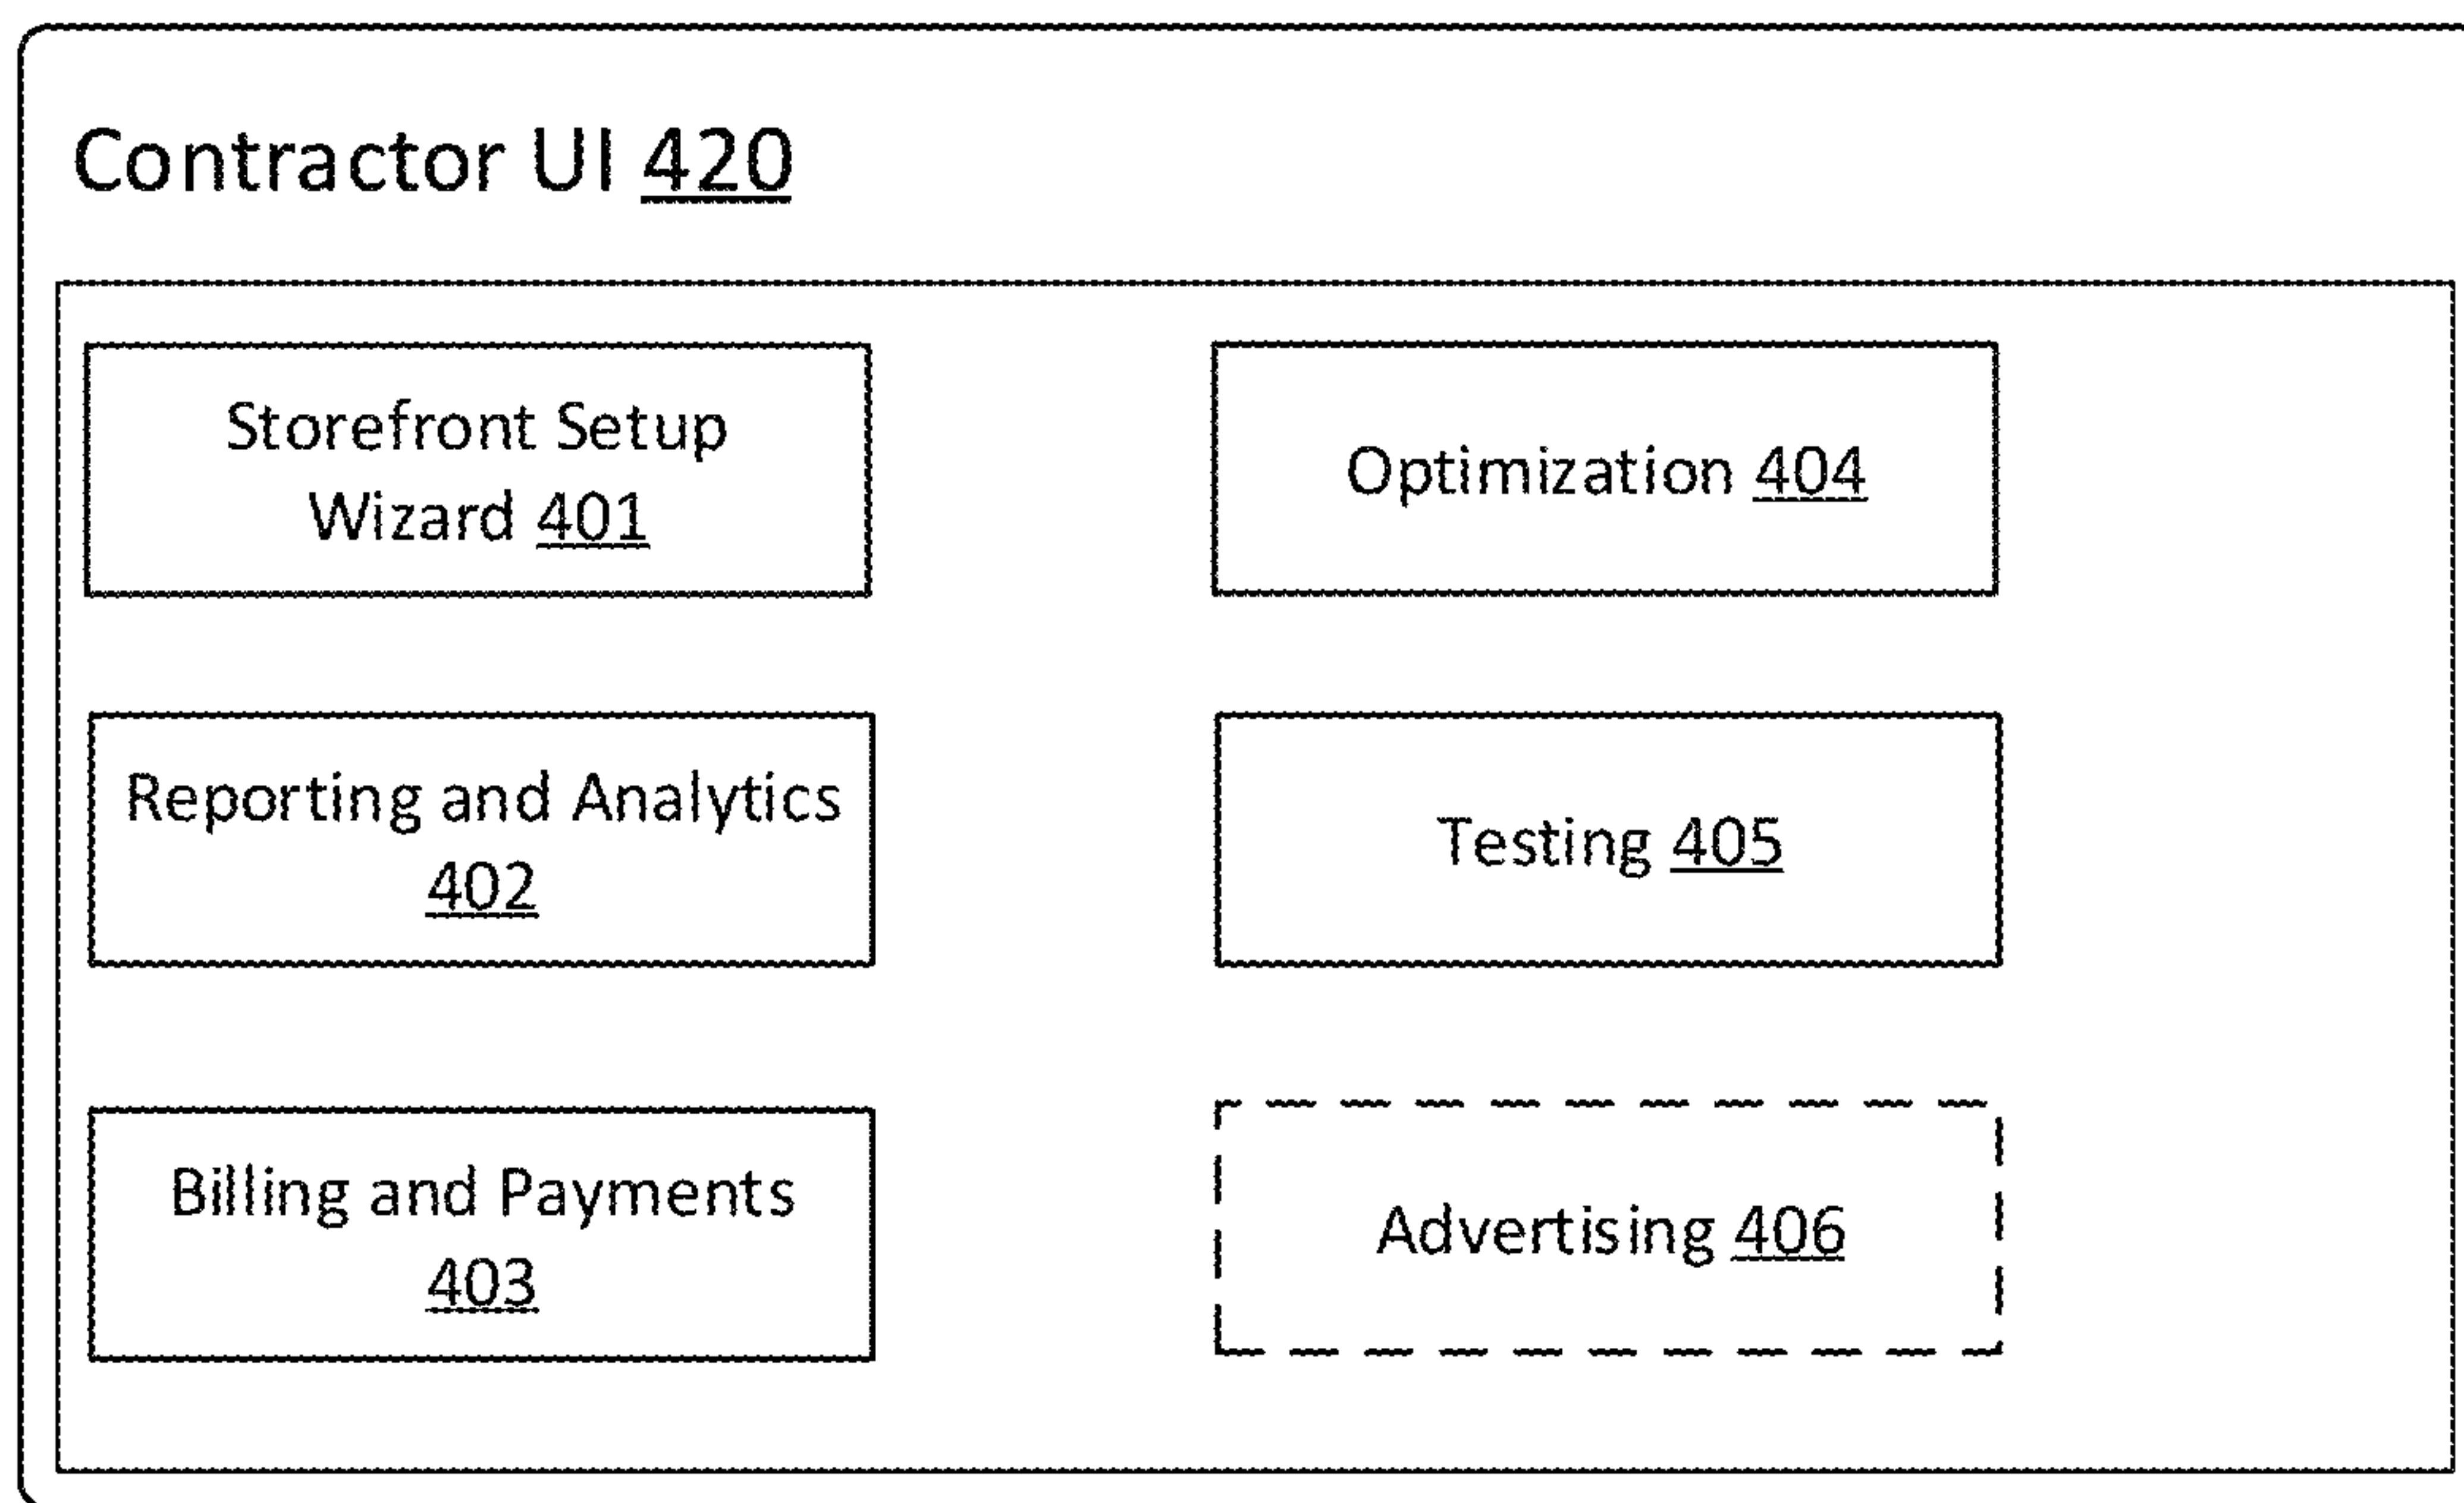 Contractor UI 420
Storefront Setup
Wizard 401
Optimization 404
Reporting and Analytics
402
Testing 405
Billing and Payments
403
Advertising 406